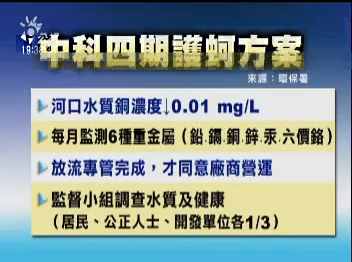 公視
19:38
中科四期護蚵方案
來源：環保署
河口水質銅濃度↓0.01 mg/L
每月監測6種重金屬（鉛.鎘.銅.鋅.汞.六價鉻）
放流專管完成，才同意廠商營運
監督小組調查水質及健康
（居民、公正人士、開發單位各1/3）